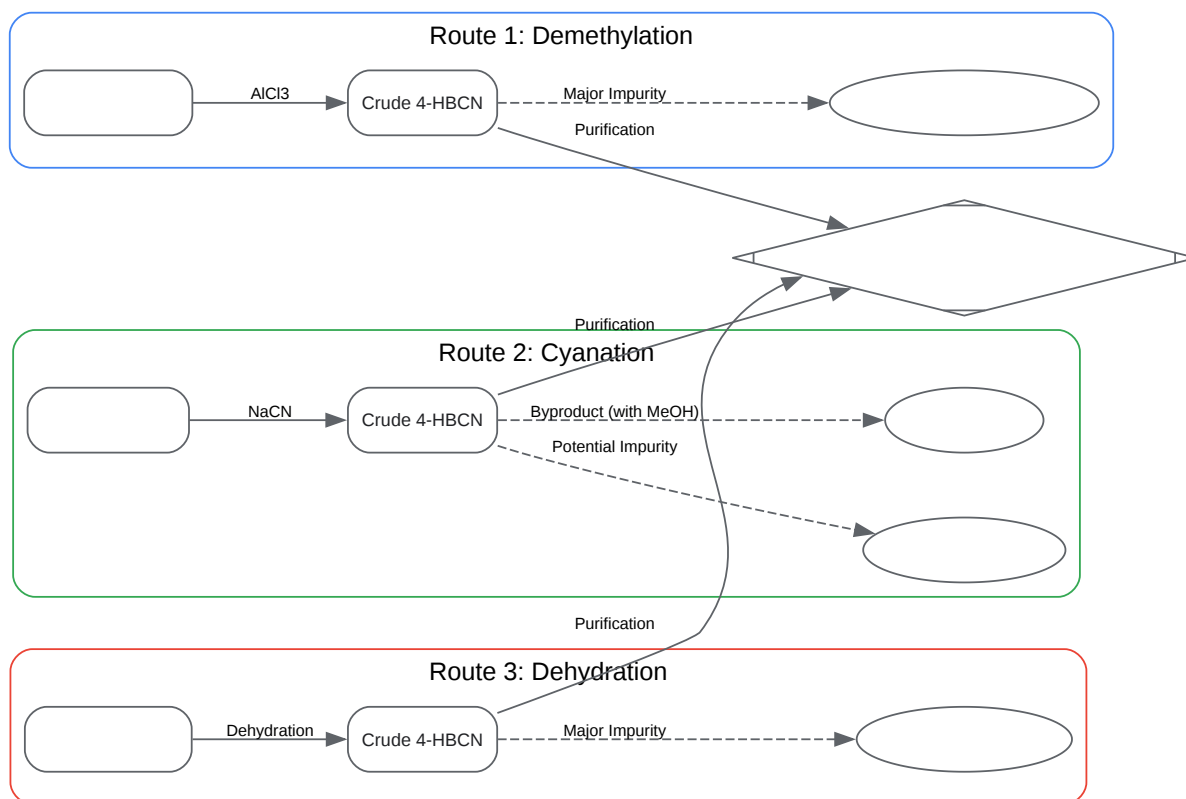 Route 1: Demethylation
AlCl3
Crude 4-HBCN
Major Impurity
Purification
Purification
Route 2: Cyanation
NaCN
Crude 4-HBCN
Byproduct (with MeOH)
Potential Impurity
Purification
Route 3: Dehydration
Dehydration
Crude 4-HBCN
Major Impurity